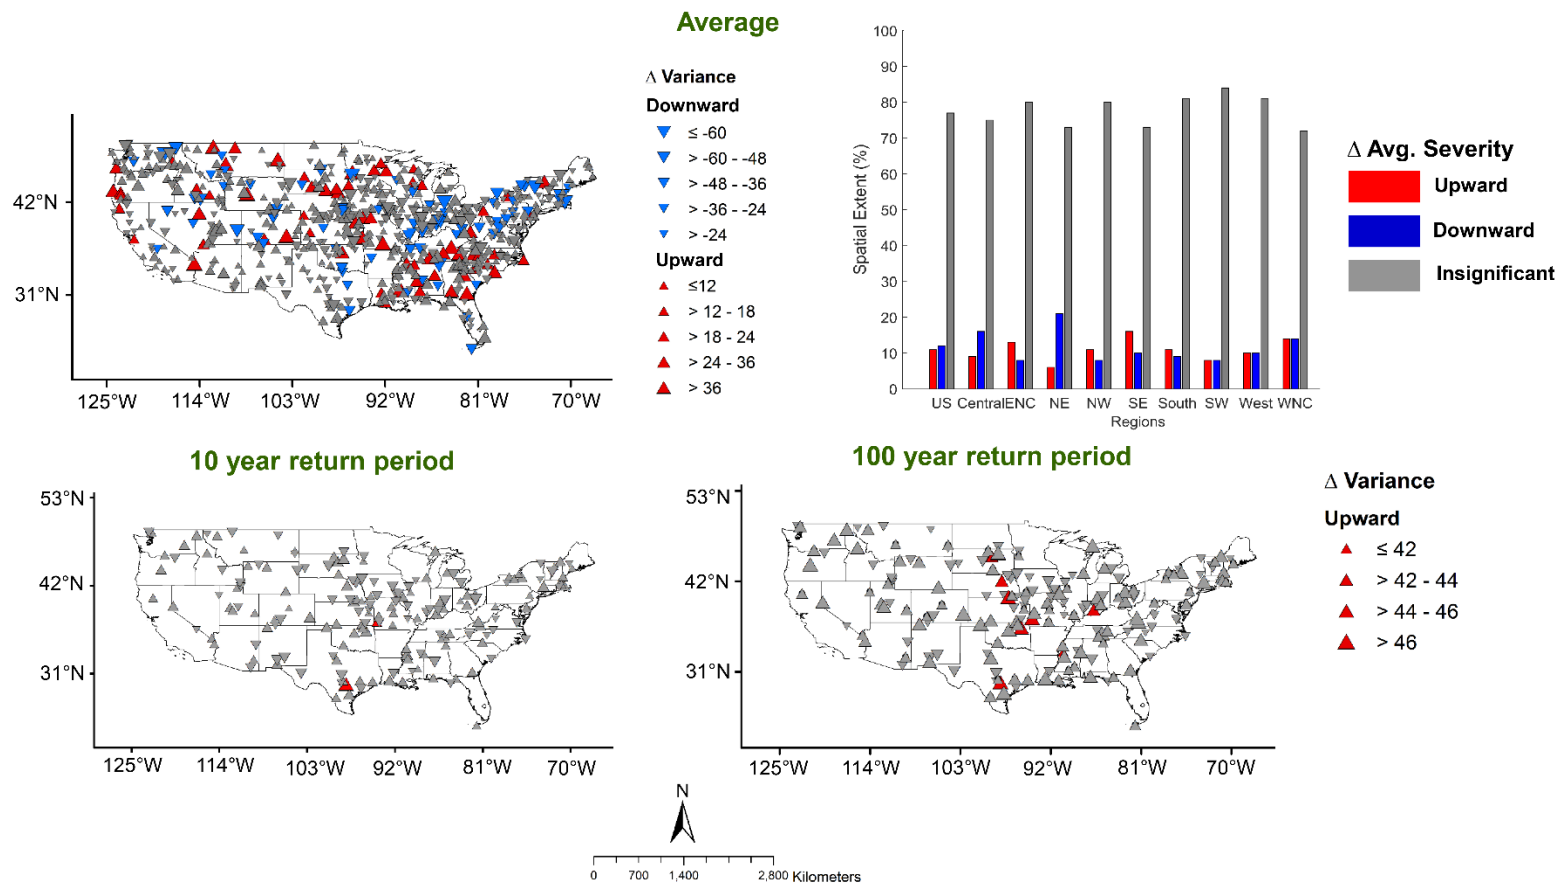 Average
Δ Variance
Downward
≤ -60
> -60 - -48
> -48 - -36
> -36 - -24
> -24
Upward
≤12
> 12 - 18
> 18 - 24
> 24 - 36
> 36
42°N
31°N
125°W 114°W 103°W 92°W 81°W 70°W
100
90
80
70
60
50
40
30
20
10
0
Spatial Extent (%)
US Central ENC NE NW SE South SW West WNC
Regions
Δ Avg. Severity
Upward
Downward
Insignificant
10 year return period
53°N
42°N
31°N
125°W 114°W 103°W 92°W 81°W 70°W
100 year return period
53°N
42°N
31°N
125°W 114°W 103°W 92°W 81°W 70°W
Δ Variance
Upward
≤ 42
> 42 - 44
> 44 - 46
> 46
N
0 700 1,400 2,800 Kilometers